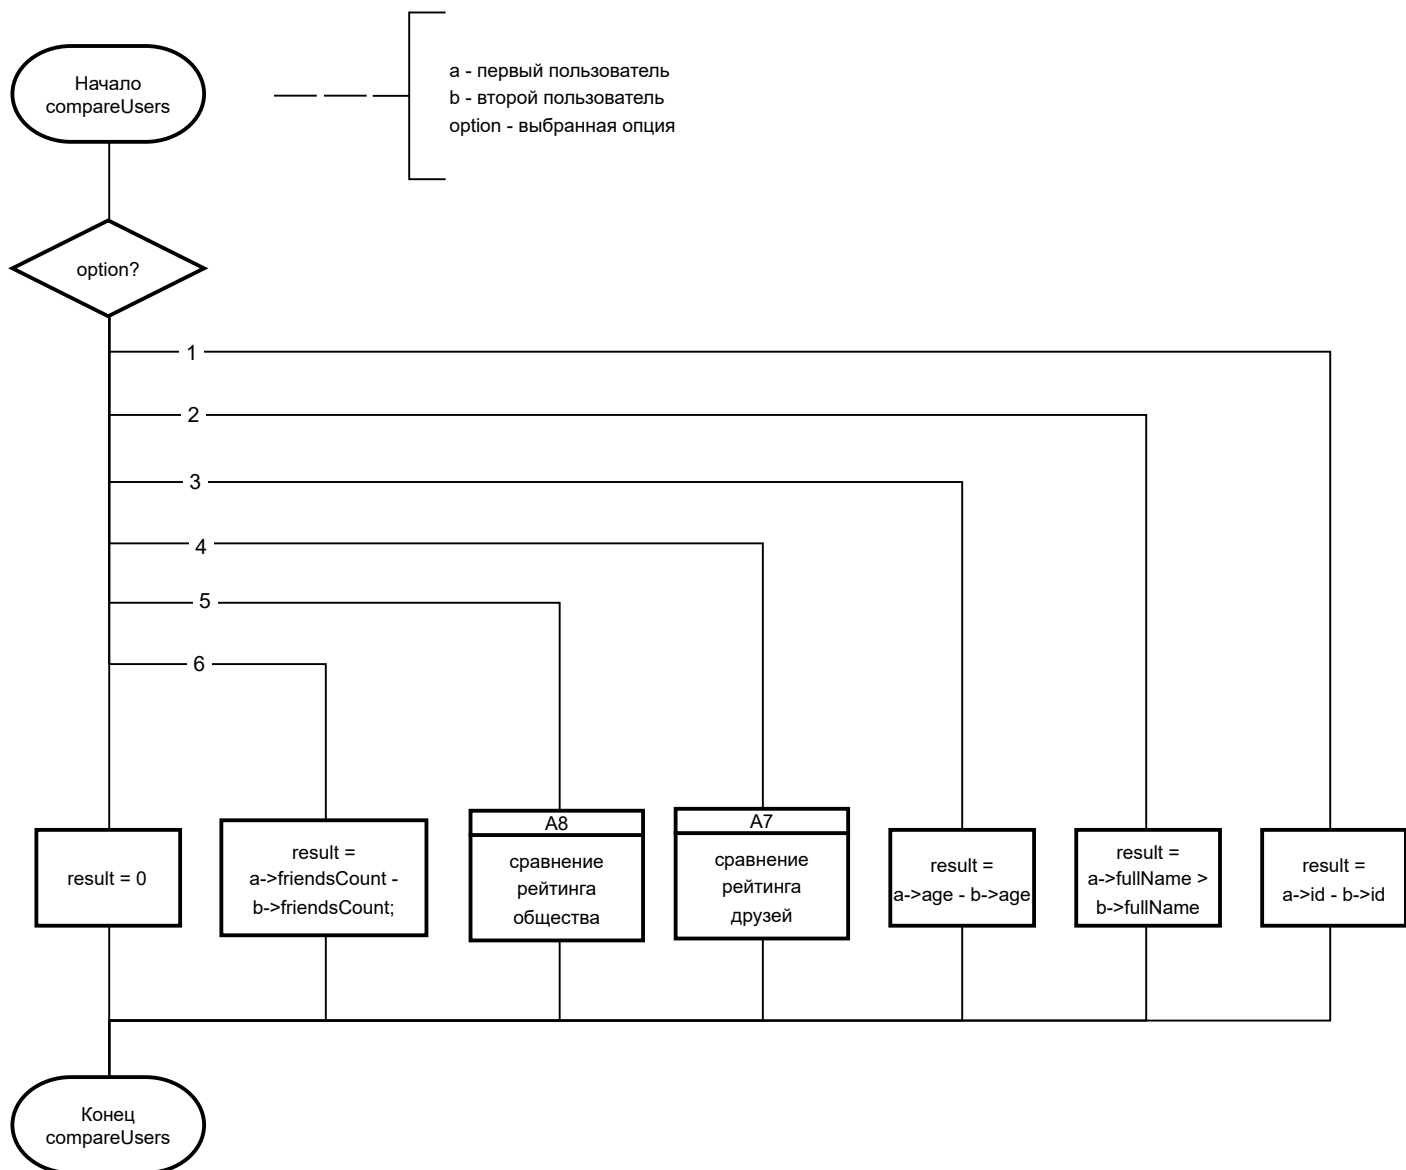 Начало
compareUsers
a - первый пользователь
b - второй пользователь
option - выбранная опция
option?
1
2
3
4
5
6
result = 0
result =
a->friendsCount -
b->friendsCount;
A8
сравнение
рейтинга
общества
A7
сравнение
рейтинга
друзей
result =
a->age - b->age
result =
a->fullName >
b->fullName
result =
a->id - b->id
Конец
compareUsers